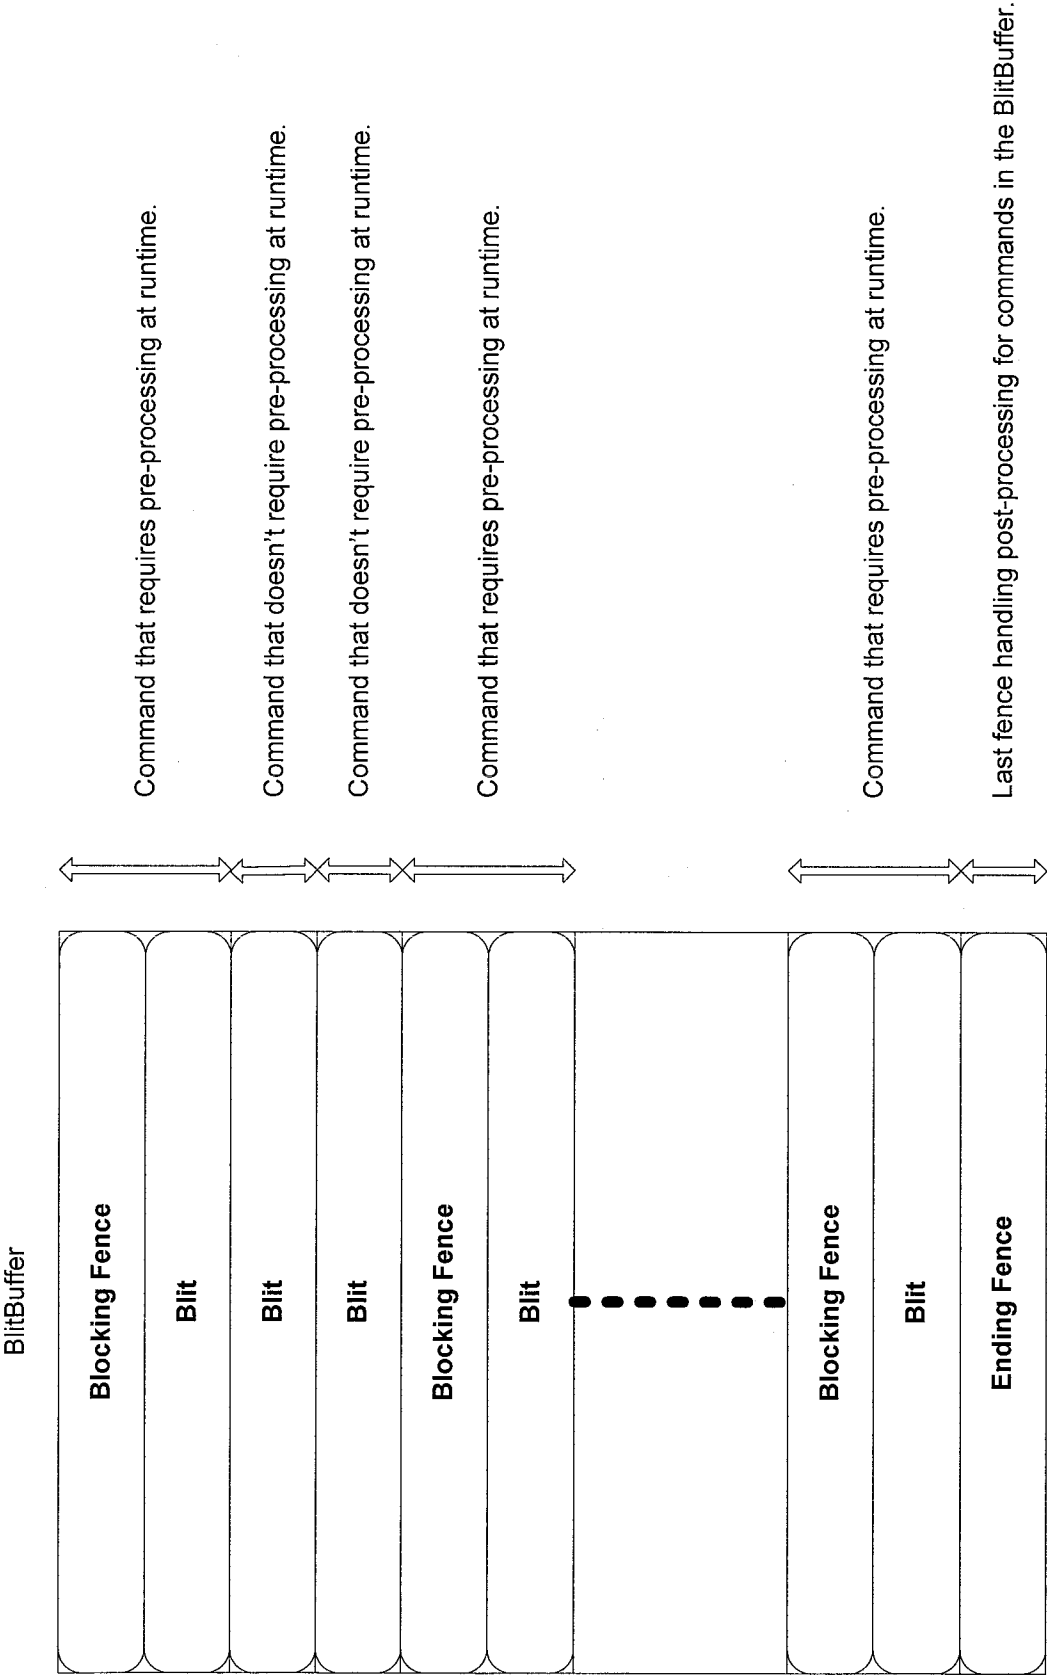 BlitBuffer
Blocking Fence
Blit
Command that requires pre-processing at runtime.
Blit
Command that doesn't require pre-processing at runtime.
Blit
Command that doesn't require pre-processing at runtime.
Blocking Fence
Blit
Command that requires pre-processing at runtime.
Blocking Fence
Blit
Command that requires pre-processing at runtime.
Ending Fence
Last fence handling post-processing for commands in the BlitBuffer.